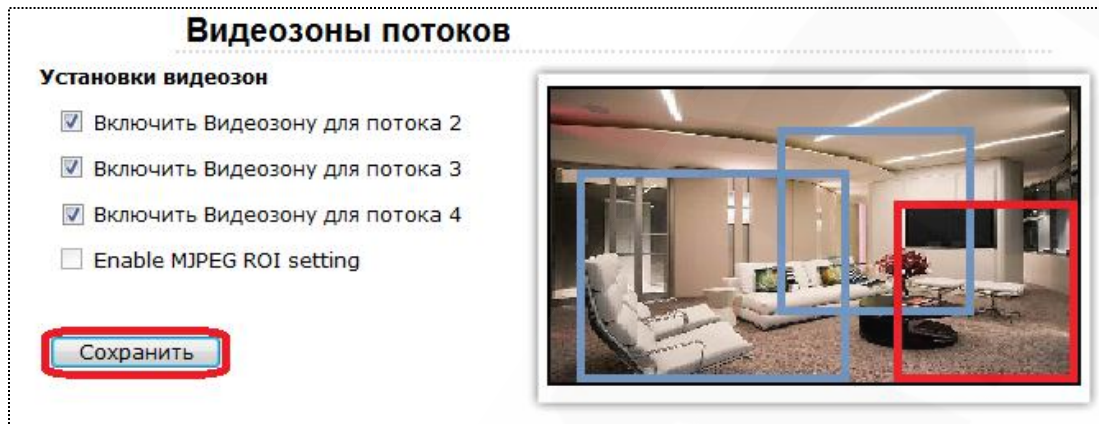 Видеозоны потоков
Установки видеозон
Включить Видеозону для потока 2
Включить Видеозону для потока 3
Включить Видеозону для потока 4
Enable MJPEG ROI setting
Сохранить